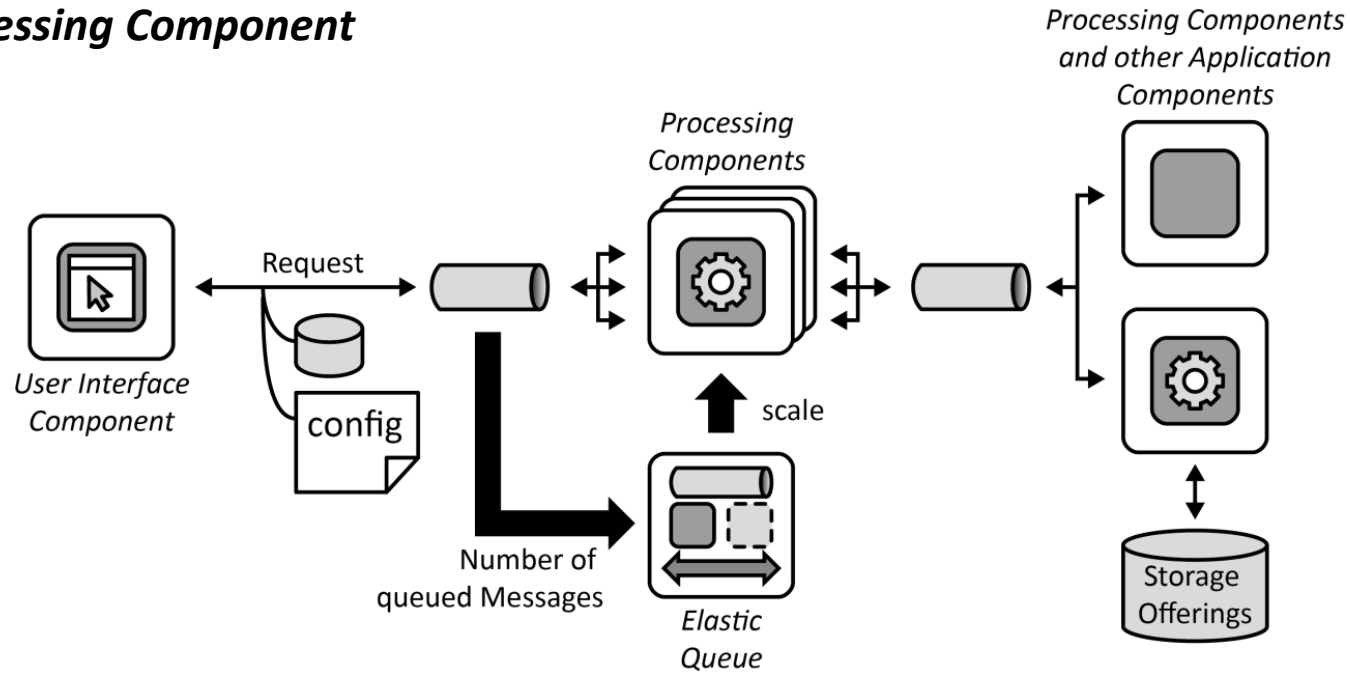 essing Component
Processing Components
and other Application
Components
Processing
Components
Request
User Interface
Component
config
scale
Number of
queued Messages
Elastic
Queue
Storage
Offerings